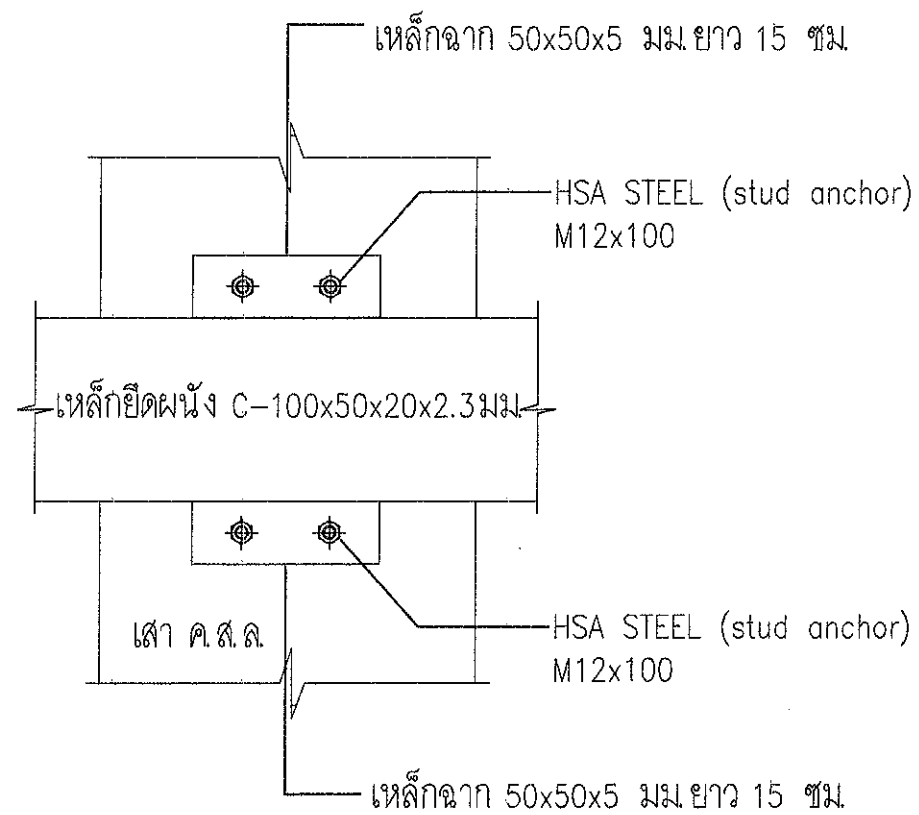 เหล็กฉาก 50x50x5 มม.ยาว 15 ซม.
HSA STEEL (stud anchor)
M12x100
เหล็กยึดผนัง C-100x50x20x2.3มม.
เสา ค.ส.ล.
HSA STEEL (stud anchor)
M12x100
เหล็กฉาก 50x50x5 มม.ยาว 15 ซม.